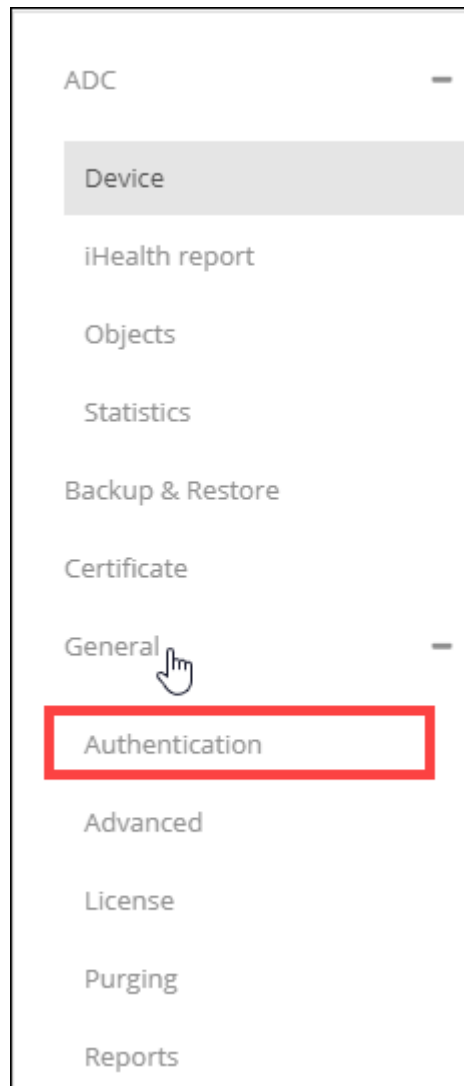 ADC
Device
iHealth report
Objects
Statistics
Backup & Restore
Certificate
General
Authentication
Advanced
License
Purging
Reports